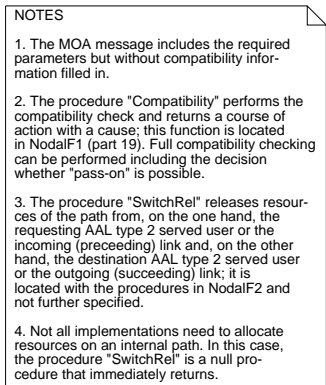 NOTES
1. The MOA message includes the required
parameters but without compatibility infor-
mation filled in.
2. The procedure "Compatibility" performs the
compatibility check and returns a course of
action with a cause; this function is located
in NodalF1 (part 19). Full compatibility checking
can be performed including the decision
whether "pass-on" is possible.
3. The procedure "SwitchRel" releases resour-
ces of the path from, on the one hand, the
requesting AAL type 2 served user or the
incoming (preceeding) link and, on the other
hand, the destination AAL type 2 served user
or the outgoing (succeeding) link; it is
located with the procedures in NodalF2 and
not further specified.
4. Not all implementations need to allocate
resources on an internal path. In this case,
the procedure "SwitchRel" is a null pro-
cedure that immediately returns.